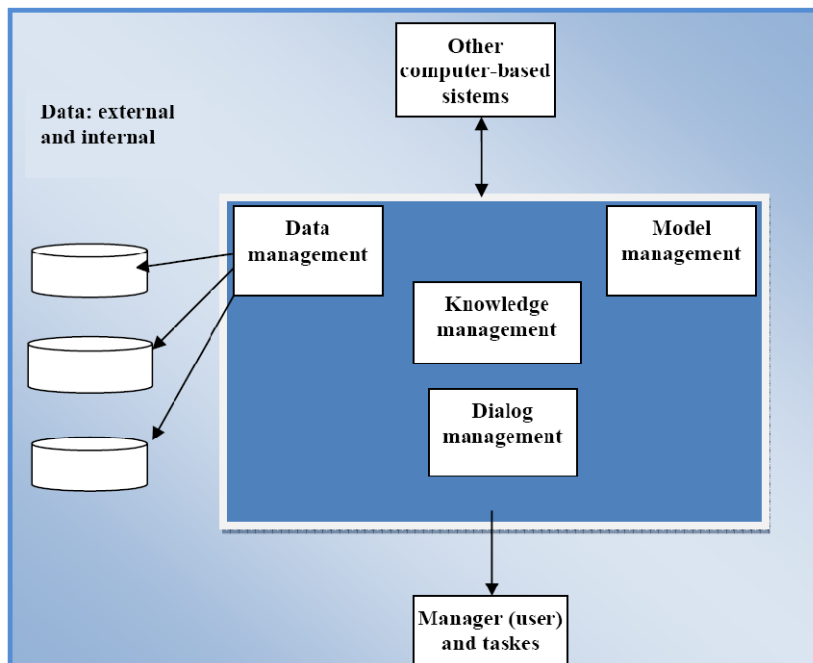 Other
computer-based
sistems
Data: external
and internal
Data
management
Model
management
Knowledge
management
Dialog
management
Manager (user)
and taskes